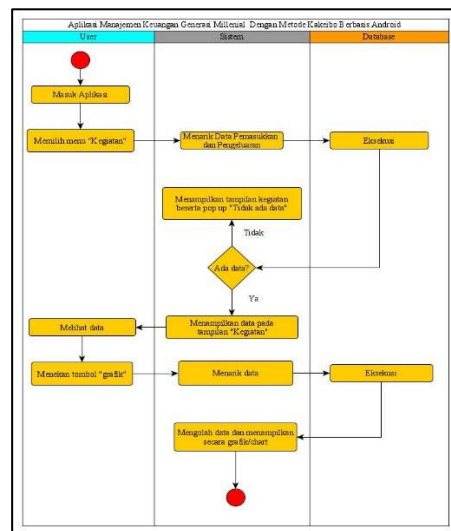 Aplikasi Manajemen Keuangan Generasi Millenial Dengan Metode Kakeibo Berbasis Android
User
Sistem
Database
Masuk Aplikasi
Memilih menu "Kegiatan"
Menarik Data Pemasukkan
dan Pengeluaran
Eksekusi
Menampilkan tampilan kegiatan
beserta pop up "Tidak ada data"
Tidak
Ada data?
Ya
Menampilkan data pada
tampilan "Kegiatan"
Melihat data
Menekan tombol "grafik"
Menarik data
Eksekusi
Mengolah data dan menampilkan
secara grafik/chart